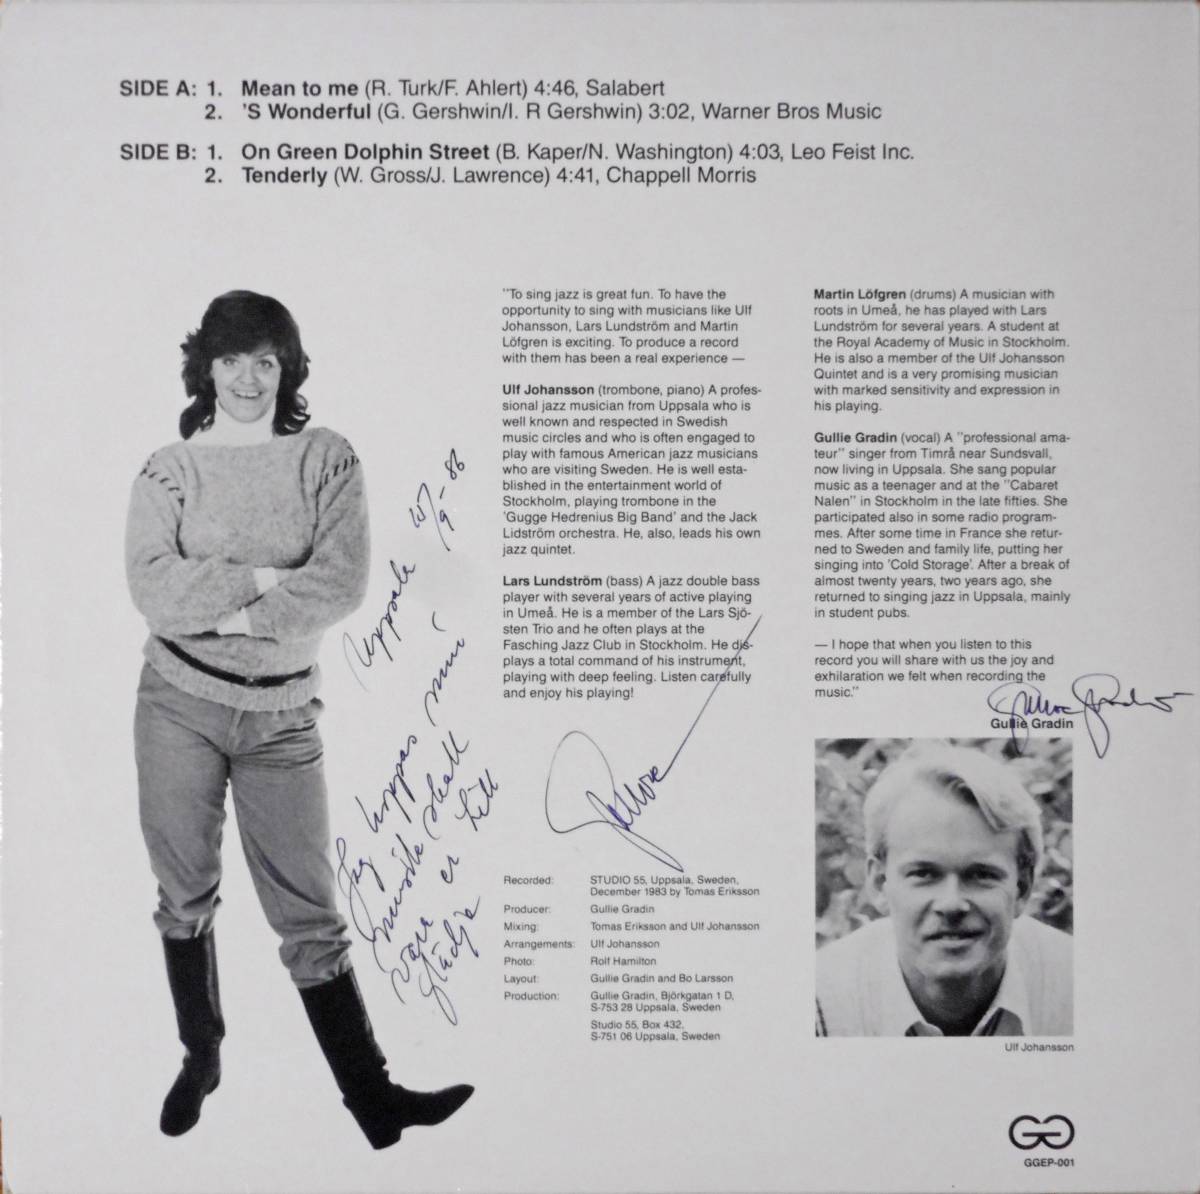 SIDE A: 1. Mean to me (R. Turk/F. Ahlert) 4:46, Salabert
2. 'S Wonderful (G. Gershwin/I. R Gershwin) 3:02, Warner Bros Music
SIDE B: 1. On Green Dolphin Street (B. Kaper/N. Washington) 4:03, Leo Feist Inc.
2. Tenderly (W. Gross/J. Lawrence) 4:41, Chappell Morris
"To sing jazz is great fun. To have the
opportunity to sing with musicians like Ulf
Johansson, Lars Lundström and Martin
Löfgren is exciting. To produce a record
with them has been a real experience —
Ulf Johansson (trombone, piano) A profes-
sional jazz musician from Uppsala who is
well known and respected in Swedish
music circles and who is often engaged to
play with famous American jazz musicians
who are visiting Sweden. He is well esta-
blished in the entertainment world of
Stockholm, playing trombone in the
'Gugge Hedrenius Big Band' and the Jack
Lidström orchestra. He, also, leads his own
jazz quintet.
Lars Lundström (bass) A jazz double bass
player with several years of active playing
in Umeå. He is a member of the Lars Sjö-
sten Trio and he often plays at the
Fasching Jazz Club in Stockholm. He dis-
plays a total command of his instrument,
playing with deep feeling. Listen carefully
and enjoy his playing!
Martin Löfgren (drums) A musician with
roots in Umeå, he has played with Lars
Lundström for several years. A student at
the Royal Academy of Music in Stockholm.
He is also a member of the Ulf Johansson
Quintet and is a very promising musician
with marked sensitivity and expression in
his playing.
Gullie Gradin (vocal) A "professional ama-
teur" singer from Timrå near Sundsvall,
now living in Uppsala. She sang popular
music as a teenager and at the "Cabaret
Nalen" in Stockholm in the late fifties. She
participated also in some radio program-
mes. After some time in France she retur-
ned to Sweden and family life, putting her
singing into 'Cold Storage'. After a break of
almost twenty years, two years ago, she
returned to singing jazz in Uppsala, mainly
in student pubs.
— I hope that when you listen to this
record you will share with us the joy and
exhilaration we felt when recording the
music."
Gullie Gradin
Gullie Gradin
Uppsala /9-86
Jag hoppas min
musik skall
vara er till
glädje
Recorded: STUDIO 55, Uppsala, Sweden,
December 1983 by Tomas Eriksson
Producer: Gullie Gradin
Mixing: Tomas Eriksson and Ulf Johansson
Arrangements: Ulf Johansson
Photo: Rolf Hamilton
Layout: Gullie Gradin and Bo Larsson
Production: Gullie Gradin, Björkgatan 1 D,
S-753 28 Uppsala, Sweden
Studio 55, Box 432,
S-751 06 Uppsala, Sweden
Ulf Johansson
GG
GGEP-001